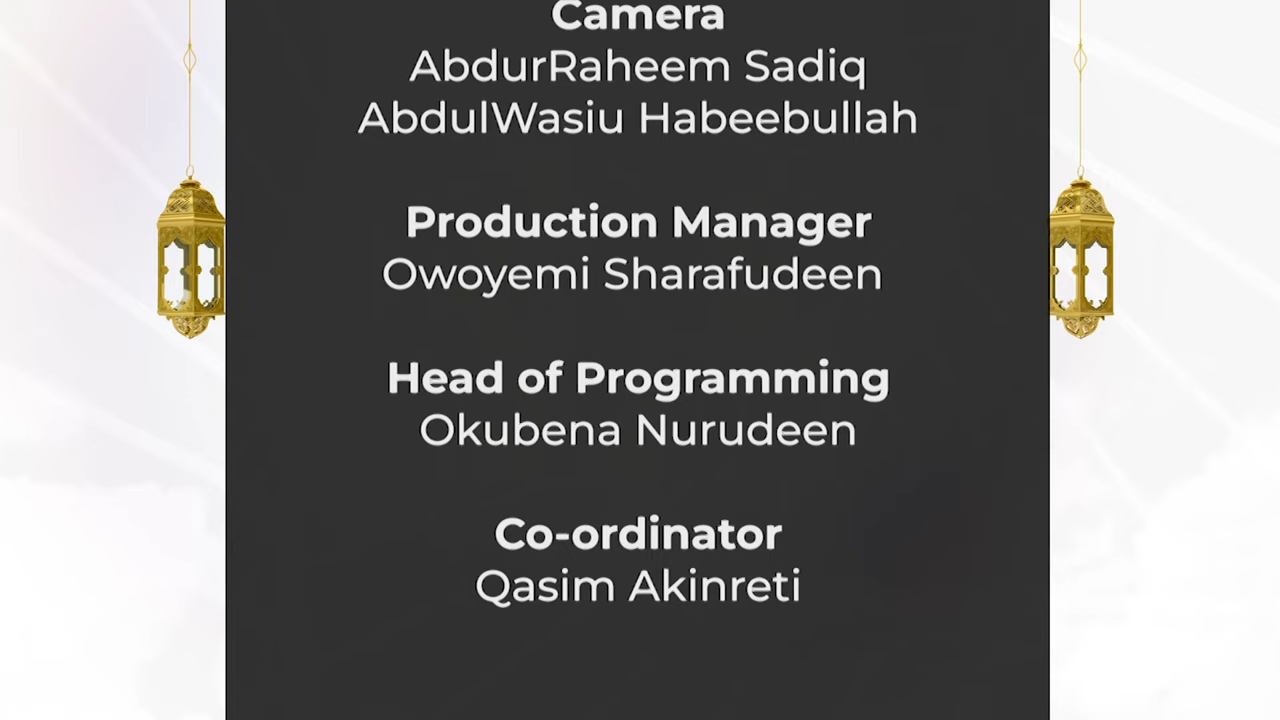 Camera
AbdurRaheem Sadiq
AbdulWasiu Habeebullah
Production Manager
Owoyemi Sharafudeen
Head of Programming
Okubena Nurudeen
Co-ordinator
Qasim Akinreti